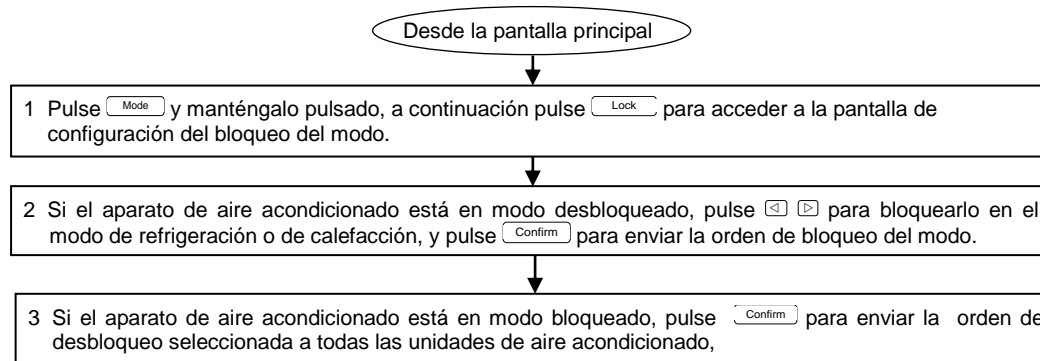 Desde la pantalla principal
1 Pulse Mode y manténgalo pulsado, a continuación pulse Lock para acceder a la pantalla de
configuración del bloqueo del modo.
2 Si el aparato de aire acondicionado está en modo desbloqueado, pulse ◁ ▷ para bloquearlo en el
modo de refrigeración o de calefacción, y pulse Confirm para enviar la orden de bloqueo del modo.
3 Si el aparato de aire acondicionado está en modo bloqueado, pulse Confirm para enviar la orden de
desbloqueo seleccionada a todas las unidades de aire acondicionado,